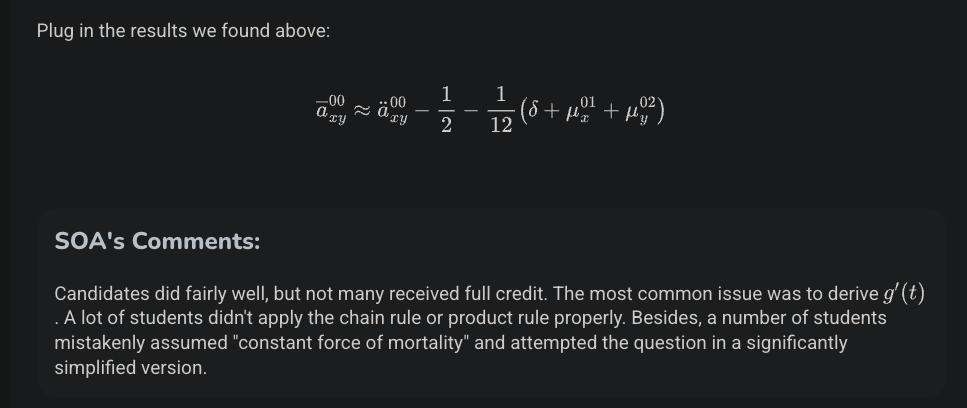 Plug in the results we found above:
$\overline{a}_{xy}^{00} \approx \ddot{a}_{xy}^{00} - \frac{1}{2} - \frac{1}{12}\left(\delta + \mu_x^{01} + \mu_y^{02}\right)$
SOA's Comments:
Candidates did fairly well, but not many received full credit. The most common issue was to derive $g'(t)$
. A lot of students didn't apply the chain rule or product rule properly. Besides, a number of students
mistakenly assumed "constant force of mortality" and attempted the question in a significantly
simplified version.